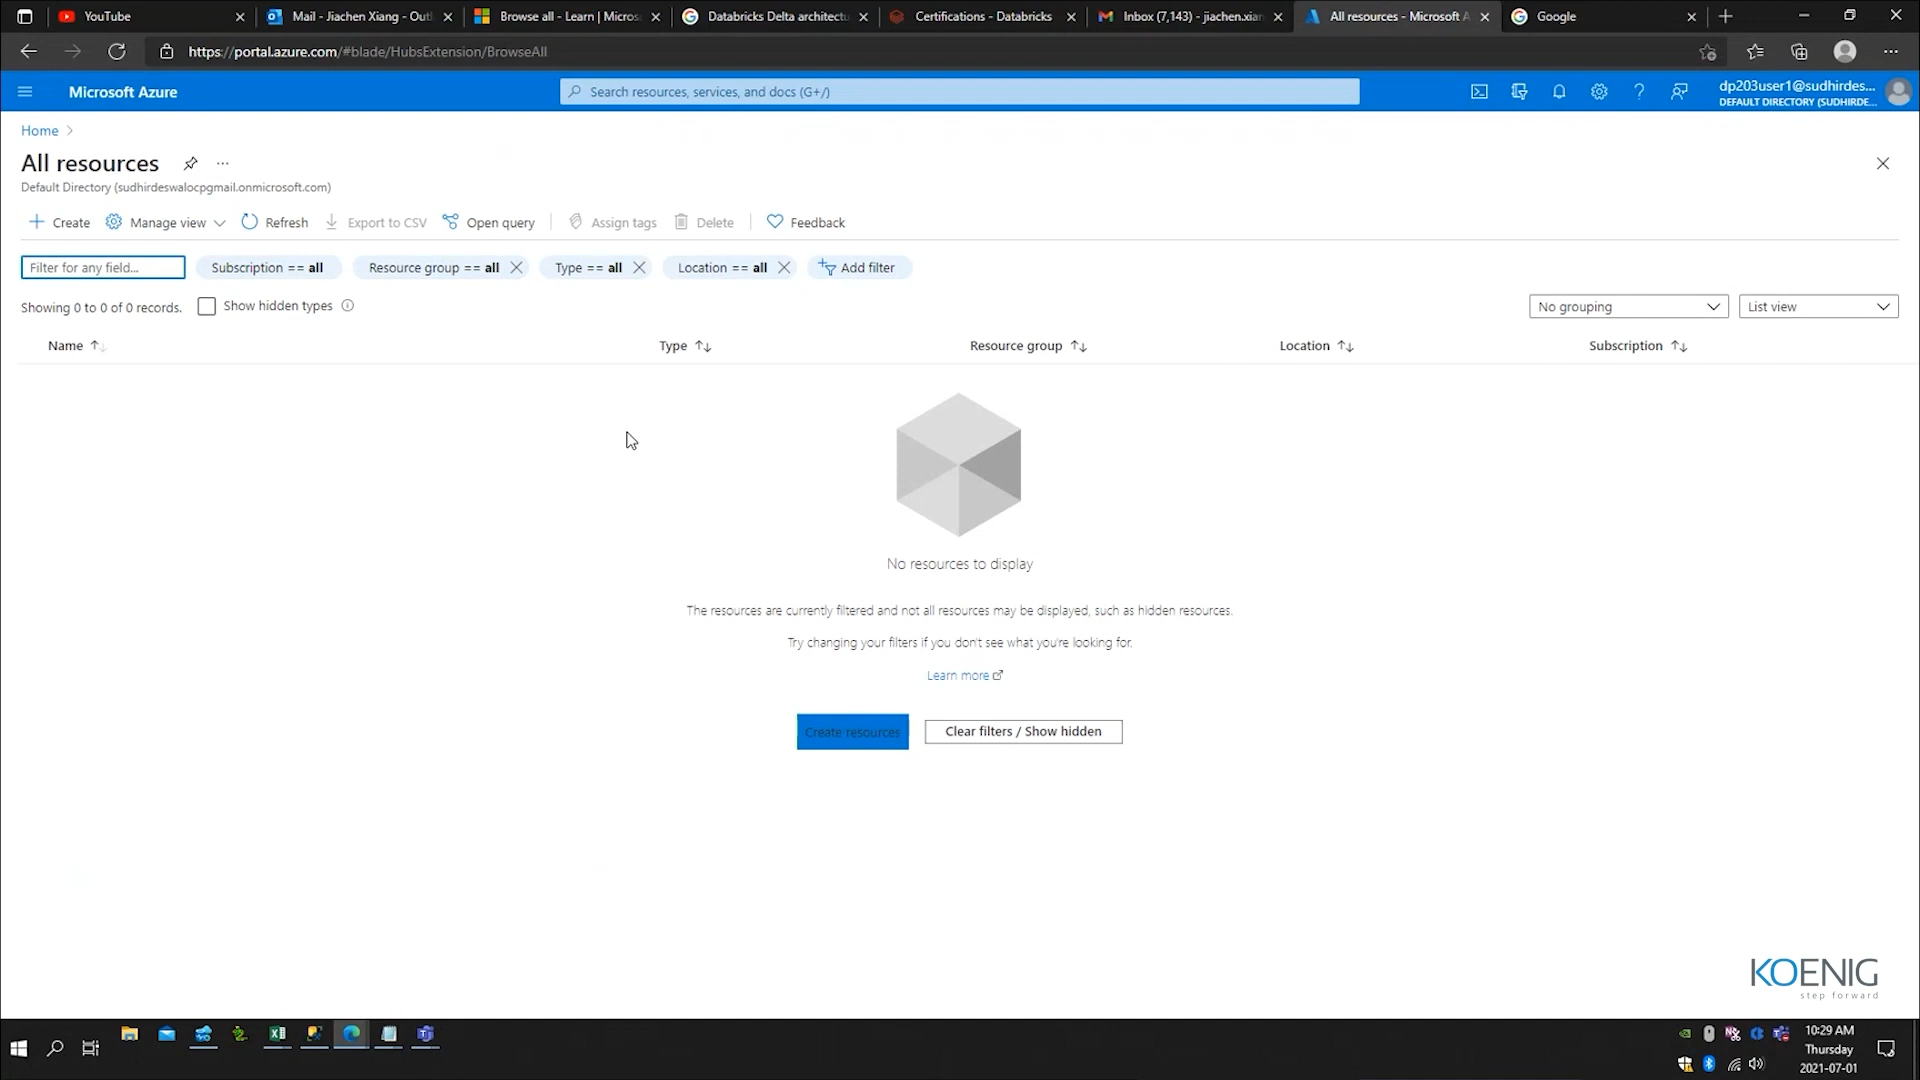 YouTube
Mail - Jiachen Xiang - Outl
Browse all - Learn | Micros
Databricks Delta architectu
Certifications - Databricks
Inbox (7,143) - jiachen.xian
All resources - Microsoft A
Google
https://portal.azure.com/#blade/HubsExtension/BrowseAll
Microsoft Azure
Search resources, services, and docs (G+/)
dp203user1@sudhirdes...
DEFAULT DIRECTORY (SUDHIRDE...
Home
All resources
Default Directory (sudhirdeswalocpgmail.onmicrosoft.com)
Create Manage view Refresh Export to CSV Open query Assign tags Delete Feedback
Filter for any field... Subscription == all Resource group == all Type == all Location == all Add filter
Showing 0 to 0 of 0 records. Show hidden types No grouping List view
Name Type Resource group Location Subscription
No resources to display
The resources are currently filtered and not all resources may be displayed, such as hidden resources.
Try changing your filters if you don't see what you're looking for.
Learn more
Create resources Clear filters / Show hidden
KOENIG
step forward
10:29 AM
Thursday
2021-07-01